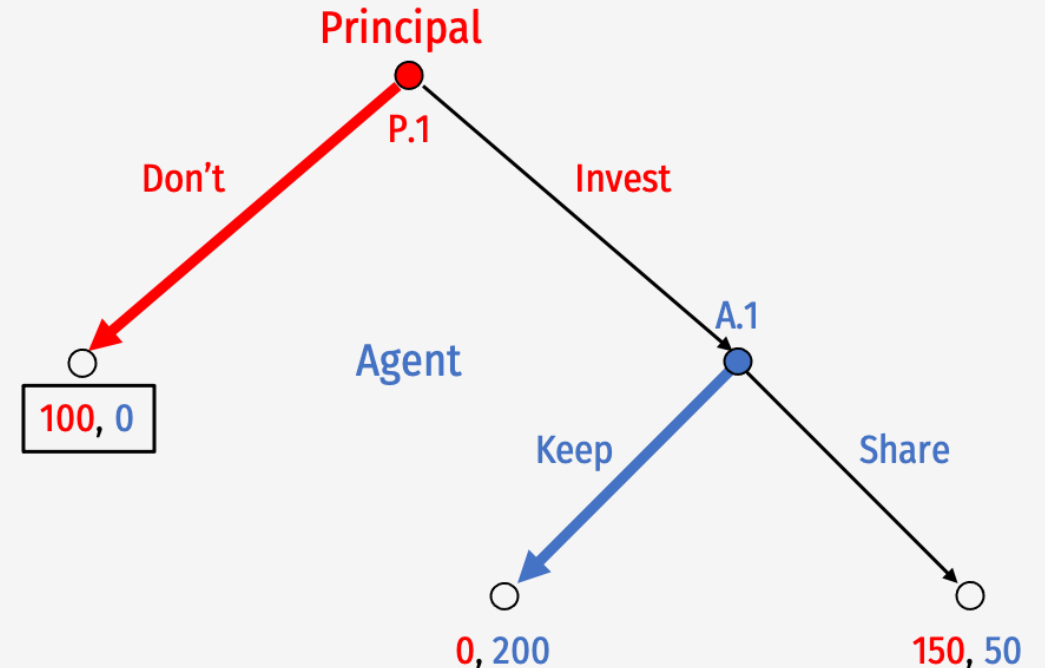 Principal
P.1
Don't
Invest
A.1
Agent
100, 0
Keep
Share
0, 200
150, 50